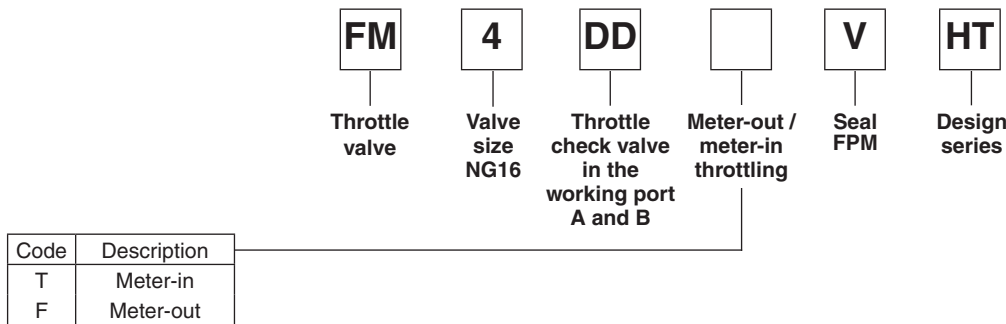 FM 4 DD V HT
Throttle valve
Valve size NG16
Throttle check valve in the working port A and B
Meter-out / meter-in throttling
Seal FPM
Design series
Code Description
T Meter-in
F Meter-out